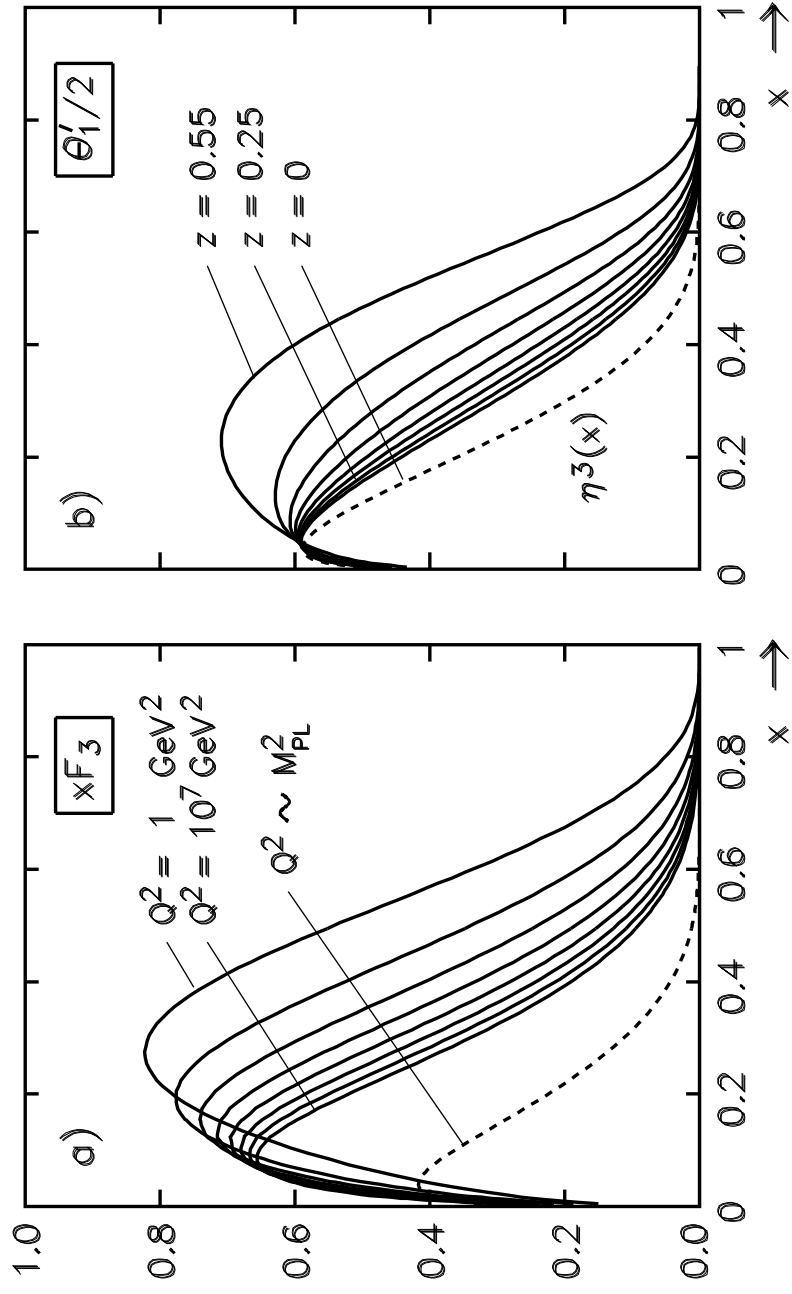 a)
xF₃
Q² = 1 GeV²
Q² = 10⁷ GeV²
Q² ~ M²PL
1.0
0.8
0.6
0.4
0.2
0.0
0 0.2 0.4 0.6 0.8 1
x →
b)
θ′₁/2
z = 0.55
z = 0.25
z = 0
η³(x)
0 0.2 0.4 0.6 0.8 1
x →